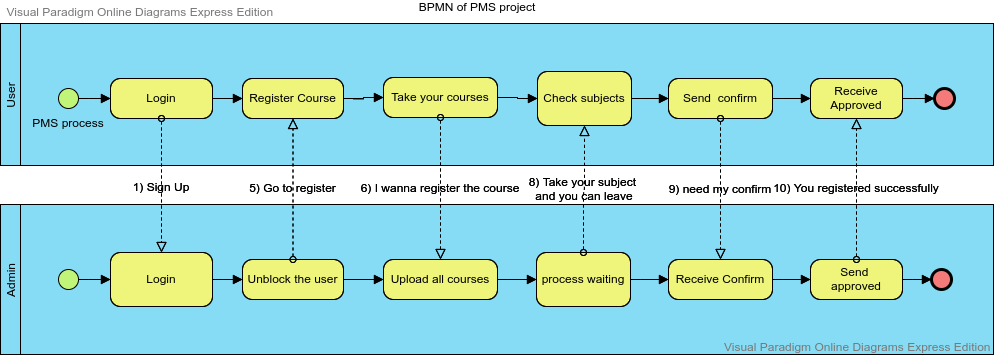 BPMN of PMS project
Visual Paradigm Online Diagrams Express Edition
User
Login
Register Course
Take your courses
Check subjects
Send confirm
Receive
Approved
PMS process
1) Sign Up
5) Go to register
6) I wanna register the course
8) Take your subject
and you can leave
9) need my confirm
10) You registered successfully
Admin
Login
Unblock the user
Upload all courses
process waiting
Receive Confirm
Send
approved
Visual Paradigm Online Diagrams Express Edition